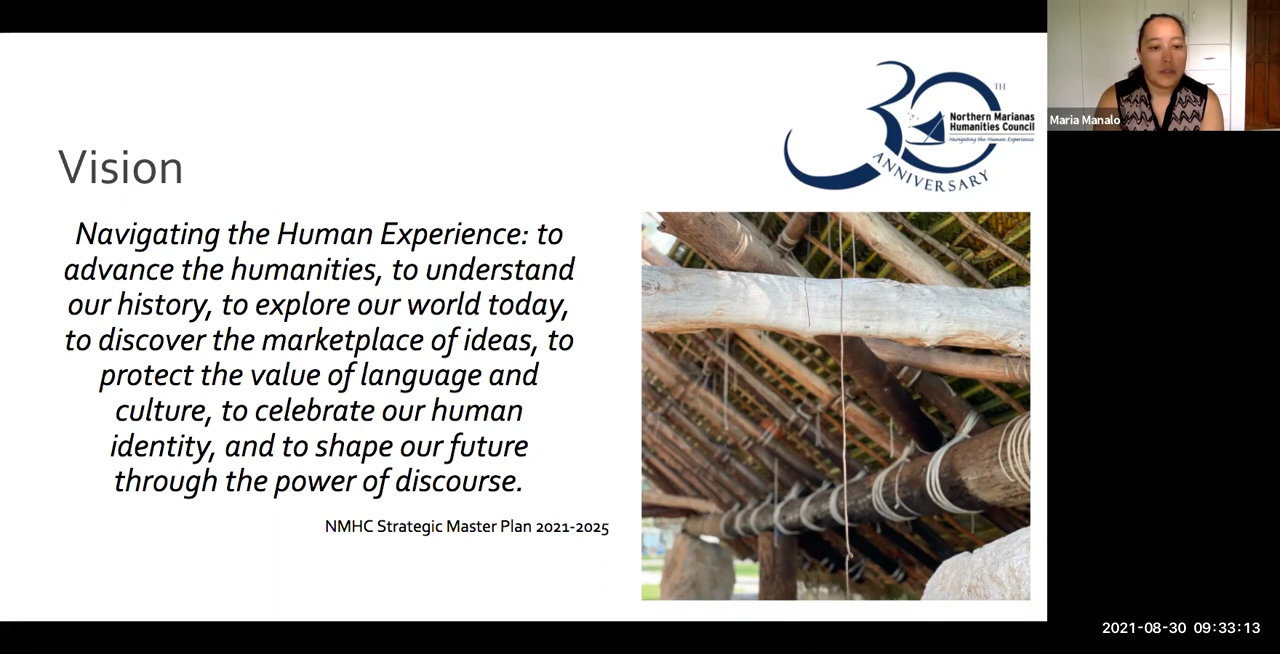 Vision
Navigating the Human Experience: to
advance the humanities, to understand
our history, to explore our world today,
to discover the marketplace of ideas, to
protect the value of language and
culture, to celebrate our human
identity, and to shape our future
through the power of discourse.
NMHC Strategic Master Plan 2021-2025
30TH
Northern Marianas
Humanities Council
Navigating the Human Experience
ANNIVERSARY
Maria Manalo
2021-08-30 09:33:13